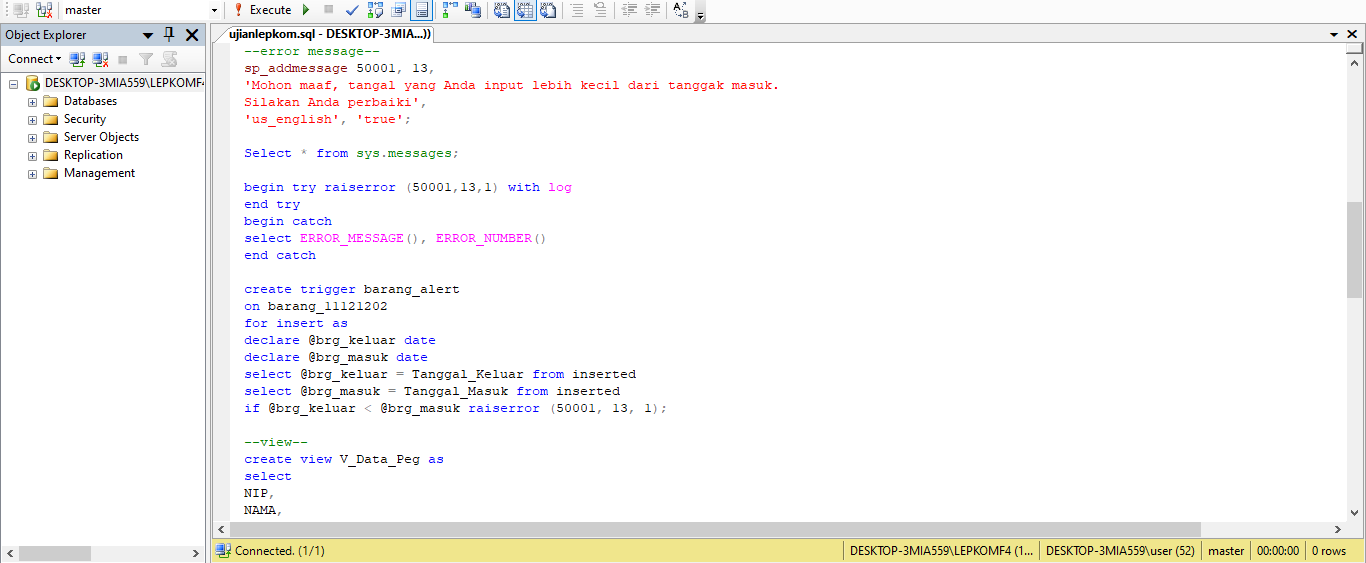 master
Execute
Object Explorer
Connect
DESKTOP-3MIA559\LEPKOMF4
Databases
Security
Server Objects
Replication
Management
ujianlepkom.sql - DESKTOP-3MIA...))
--error message--
sp_addmessage 50001, 13,
'Mohon maaf, tangal yang Anda input lebih kecil dari tanggak masuk.
Silakan Anda perbaiki',
'us_english', 'true';
Select * from sys.messages;
begin try raiserror (50001,13,1) with log
end try
begin catch
select ERROR_MESSAGE(), ERROR_NUMBER()
end catch
create trigger barang_alert
on barang_11121202
for insert as
declare @brg_keluar date
declare @brg_masuk date
select @brg_keluar = Tanggal_Keluar from inserted
select @brg_masuk = Tanggal_Masuk from inserted
if @brg_keluar < @brg_masuk raiserror (50001, 13, 1);
--view--
create view V_Data_Peg as
select
NIP,
NAMA,
Connected. (1/1)
DESKTOP-3MIA559\LEPKOMF4 (1...
DESKTOP-3MIA559\user (52)
master
00:00:00
0 rows